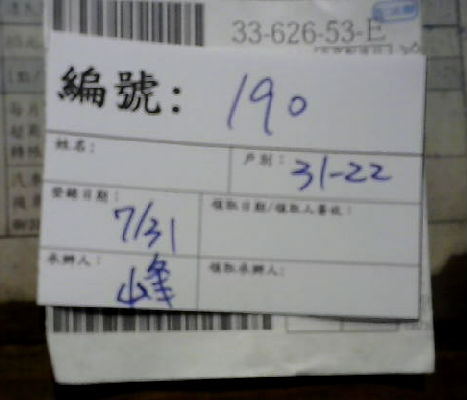 33-626-53-E
編號: 190
姓名:
戶別: 31-22
登錄日期: 7/31
領取日期/領取人簽收:
承辦人: 峰
領取承辦人: